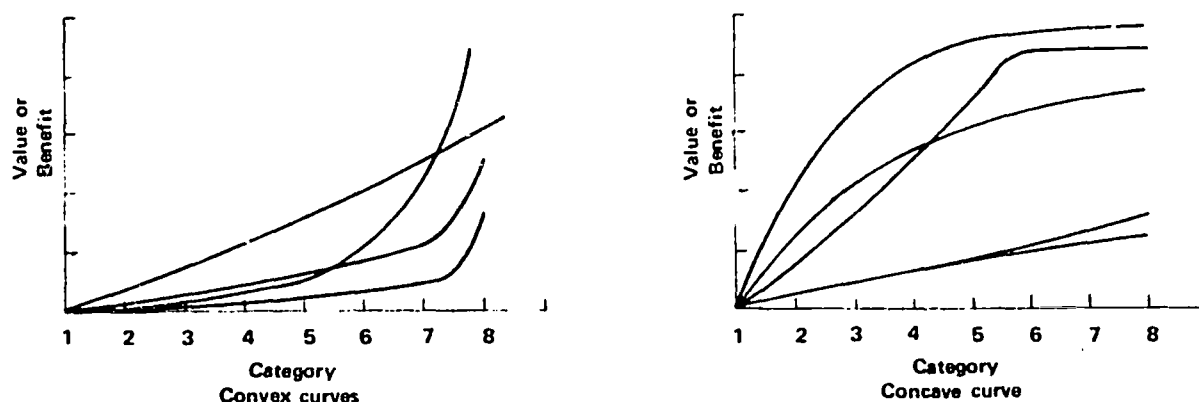 Value or
Benefit
1 2 3 4 5 6 7 8
Category
Convex curves
Value or
Benefit
1 2 3 4 5 6 7 8
Category
Concave curve